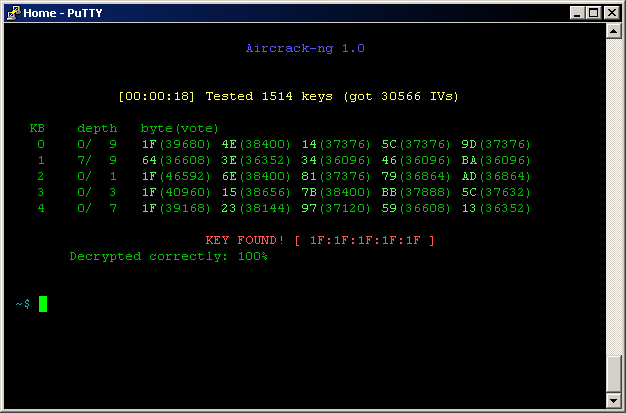 Home - PuTTY
Aircrack-ng 1.0
[00:00:18] Tested 1514 keys (got 30566 IVs)
KB depth byte(vote)
0 0/ 9 1F(39680) 4E(38400) 14(37376) 5C(37376) 9D(37376)
1 7/ 9 64(36608) 3E(36352) 34(36096) 46(36096) BA(36096)
2 0/ 1 1F(46592) 6E(38400) 81(37376) 79(36864) AD(36864)
3 0/ 3 1F(40960) 15(38656) 7B(38400) BB(37888) 5C(37632)
4 0/ 7 1F(39168) 23(38144) 97(37120) 59(36608) 13(36352)
KEY FOUND! [ 1F:1F:1F:1F:1F ]
Decrypted correctly: 100%
~$